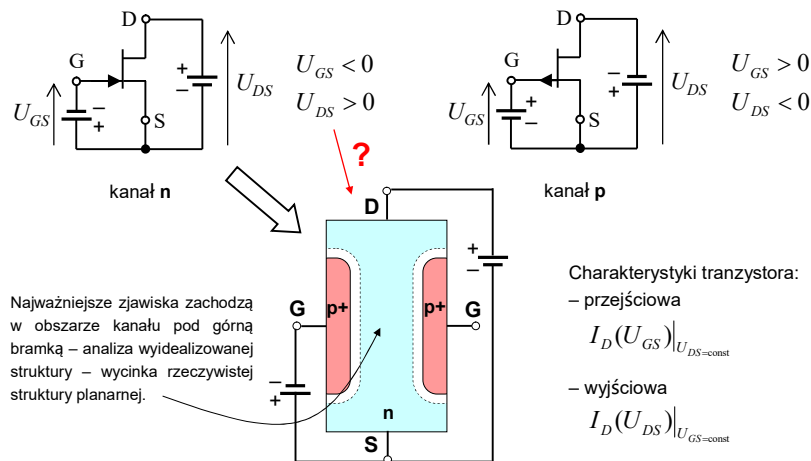 D
G
S
U_GS
U_DS
+
−
−
+
U_GS < 0
U_DS > 0
?
kanał n
D
G
S
U_GS
U_DS
−
+
+
−
U_GS > 0
U_DS < 0
kanał p
D
G
p+
p+
G
n
S
+
−
−
+
Najważniejsze zjawiska zachodzą
w obszarze kanału pod górną
bramką – analiza wyidealizowanej
struktury – wycinka rzeczywistej
struktury planarnej.
Charakterystyki tranzystora:
– przejściowa
I_D(U_GS)|_{U_DS=const}
– wyjściowa
I_D(U_DS)|_{U_GS=const}